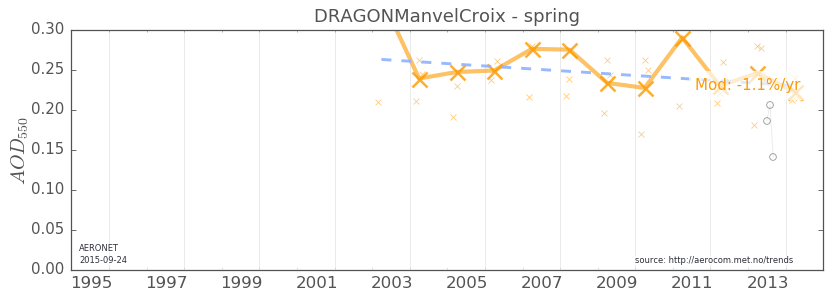 DRAGONManvelCroix - spring
0.30
0.25
0.20
0.15
0.10
0.05
0.00
AOD550
Mod: -1.1%/yr
AERONET
2015-09-24
source: http://aerocom.met.no/trends
1995 1997 1999 2001 2003 2005 2007 2009 2011 2013